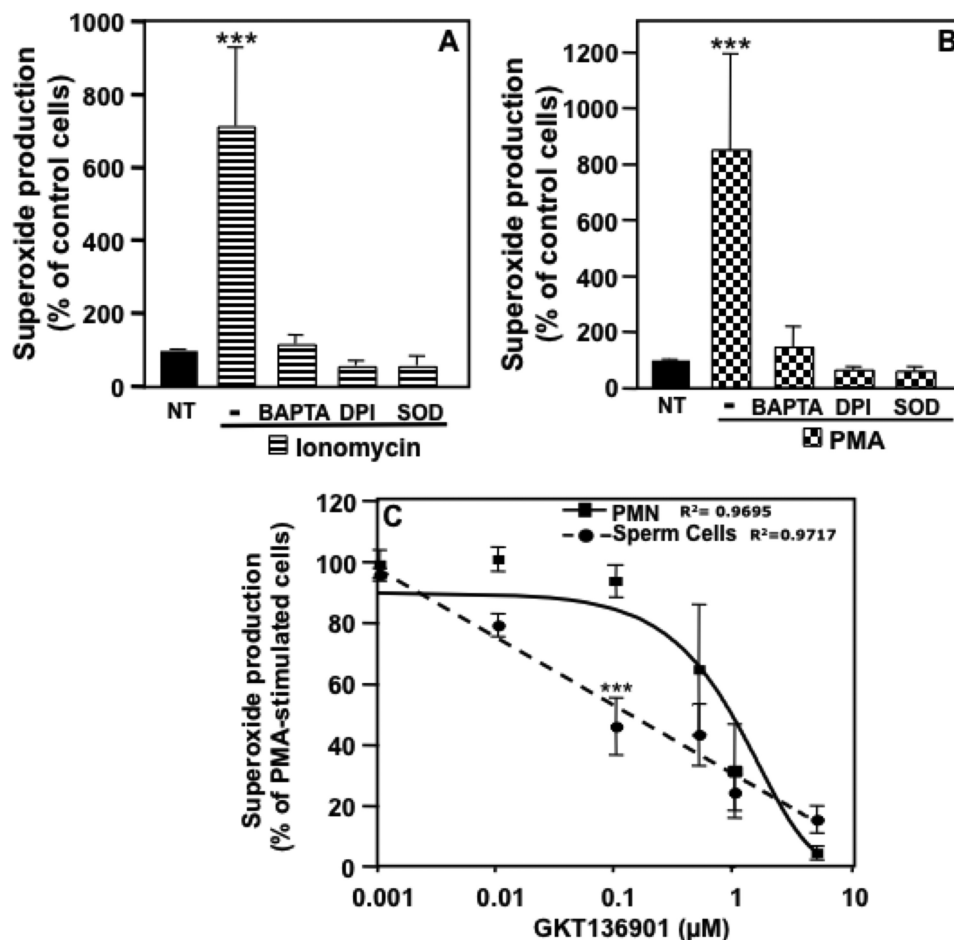 A
Superoxide production
(% of control cells)
1000
800
600
400
200
0
***
NT
-
BAPTA
DPI
SOD
Ionomycin
B
Superoxide production
(% of control cells)
1200
1000
800
600
400
200
0
***
NT
-
BAPTA
DPI
SOD
PMA
C
Superoxide production
(% of PMA-stimulated cells)
120
100
80
60
40
20
0
PMN R²= 0.9695
Sperm Cells R²=0.9717
***
0.001
0.01
0.1
1
10
GKT136901 (µM)